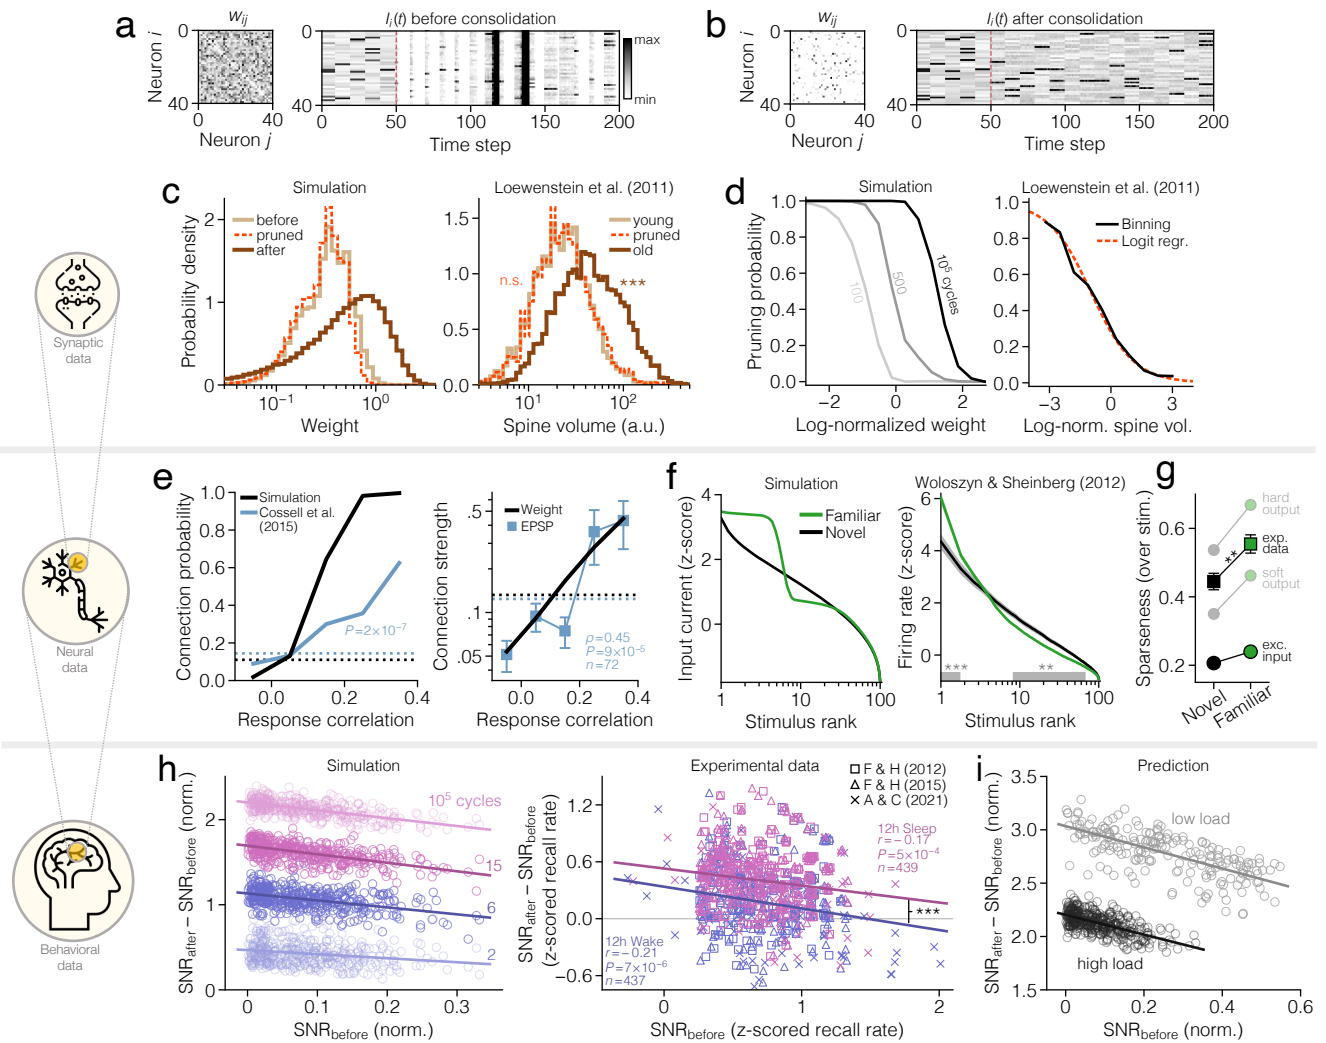 a
w_ij
I_i(t) before consolidation
Neuron i
0
40
0
40
Neuron j
0
40
0
50
100
150
200
Time step
max
min
b
w_ij
I_i(t) after consolidation
Neuron i
0
40
0
40
Neuron j
0
40
0
50
100
150
200
Time step
Synaptic
data
c
Simulation
before
pruned
after
Probability density
2
1
0
10⁻¹
10⁰
Weight
Loewenstein et al. (2011)
young
pruned
old
n.s.
***
1.5
1.0
0.5
0.0
10¹
10²
Spine volume (a.u.)
d
Simulation
Pruning probability
1.0
0.8
0.6
0.4
0.2
0.0
100
500
10⁵ cycles
−2
0
2
Log-normalized weight
Loewenstein et al. (2011)
Binning
Logit regr.
1.0
0.8
0.6
0.4
0.2
0.0
−3
0
3
Log-norm. spine vol.
Neural
data
e
Connection probability
1.0
0.8
0.6
0.4
0.2
0.0
Simulation
Cossell et al.
(2015)
P=2×10⁻⁷
0.0
0.2
0.4
Response correlation
Connection strength
.5
.1
.05
Weight
EPSP
ρ=0.45
P=9×10⁻⁵
n=72
0.0
0.2
0.4
Response correlation
f
Simulation
Input current (z-score)
4
2
0
Familiar
Novel
1
10
100
Stimulus rank
Woloszyn & Sheinberg (2012)
Firing rate (z-score)
6
4
2
0
***
**
1
10
100
Stimulus rank
g
Sparseness (over stim.)
0.6
0.4
0.2
hard
output
exp.
data
**
soft
output
exc.
input
Novel
Familiar
Behavioral
data
h
Simulation
SNR_after − SNR_before (norm.)
2
1
0
10⁵ cycles
15
6
2
0
0.1
0.2
0.3
SNR_before (norm.)
Experimental data
F & H (2012)
F & H (2015)
A & C (2021)
SNR_after − SNR_before
(z-scored recall rate)
1.2
0.6
0.0
−0.6
12h Sleep
r=−0.17
P=5×10⁻⁴
n=439
***
12h Wake
r=−0.21
P=7×10⁻⁶
n=437
0
1
2
SNR_before (z-scored recall rate)
i
Prediction
SNR_after − SNR_before (norm.)
3.5
3.0
2.5
2.0
1.5
low load
high load
0.0
0.2
0.4
0.6
SNR_before (norm.)